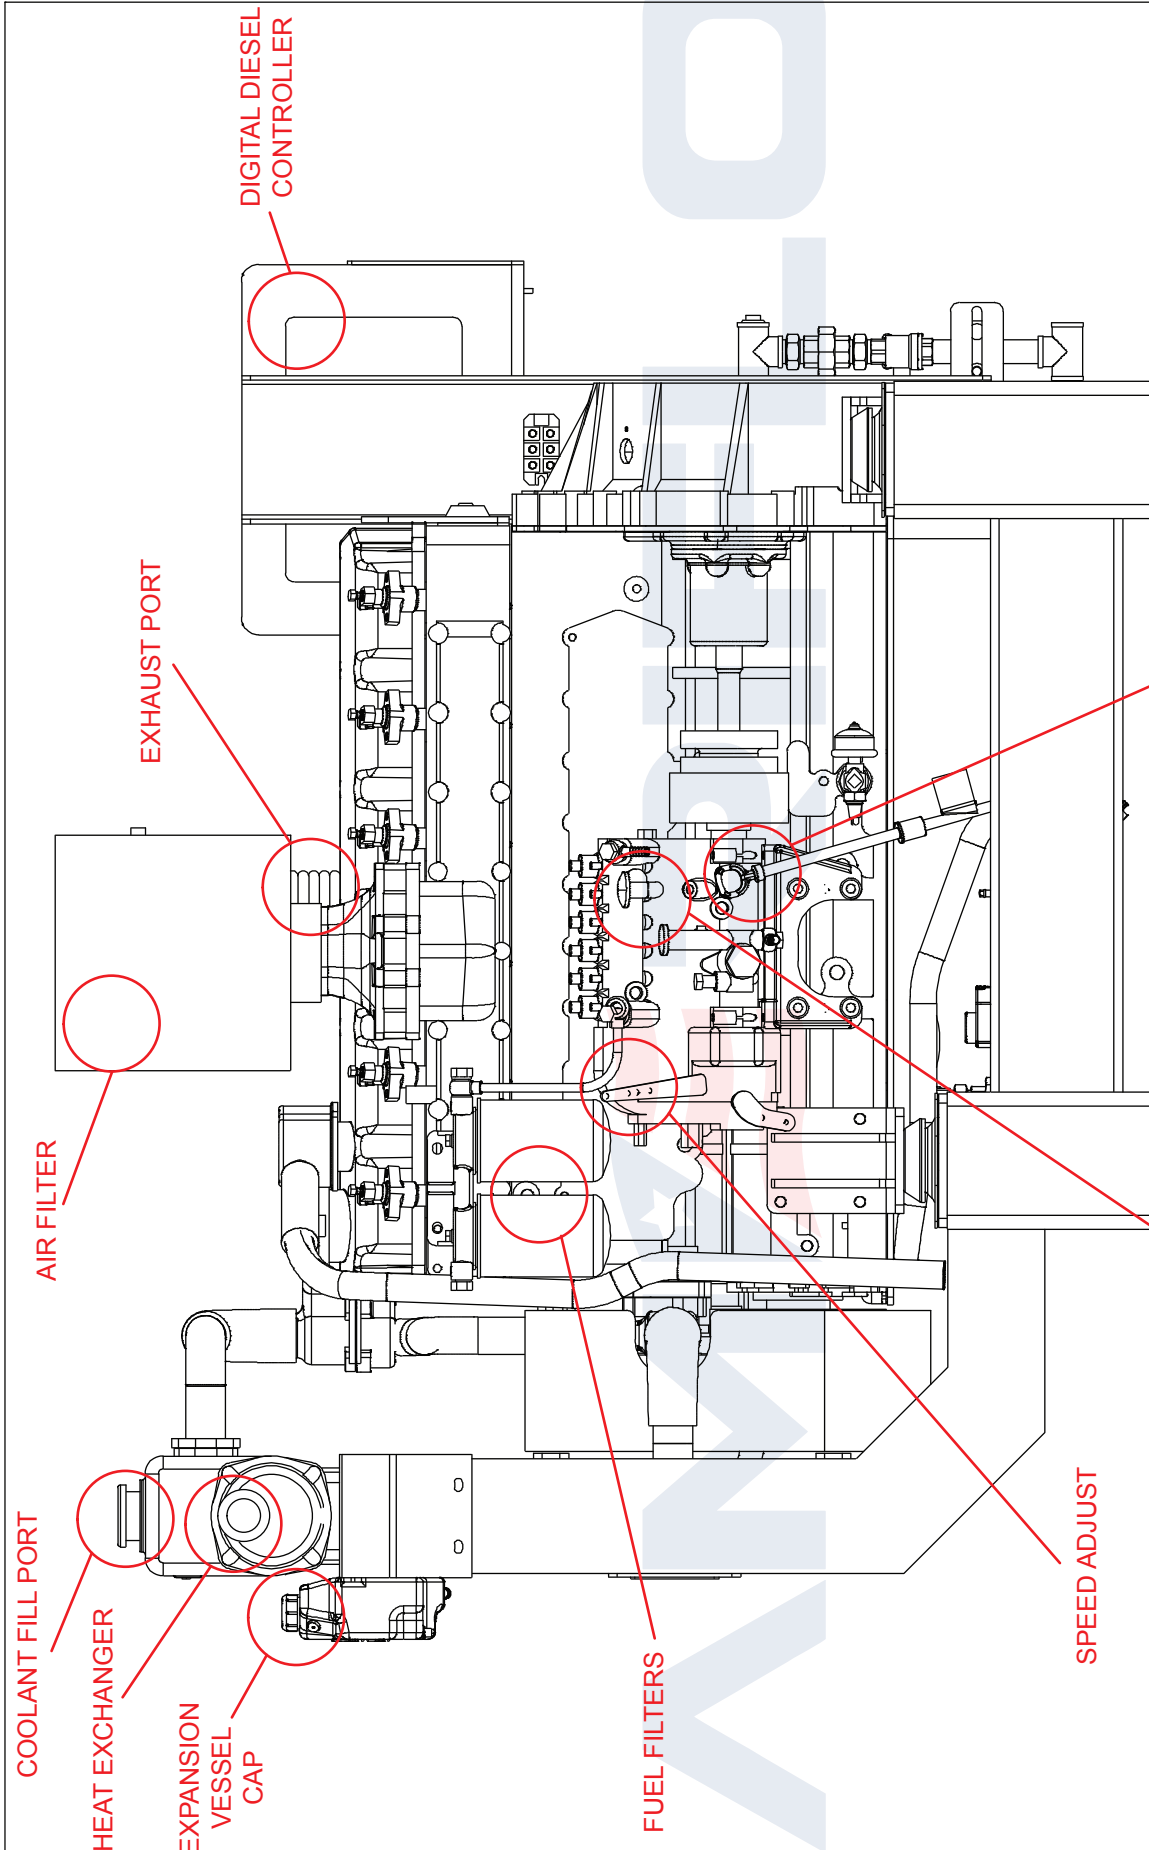 COOLANT FILL PORT
HEAT EXCHANGER
EXPANSION
VESSEL
CAP
AIR FILTER
EXHAUST PORT
DIGITAL DIESEL
CONTROLLER
FUEL FILTERS
SPEED ADJUST